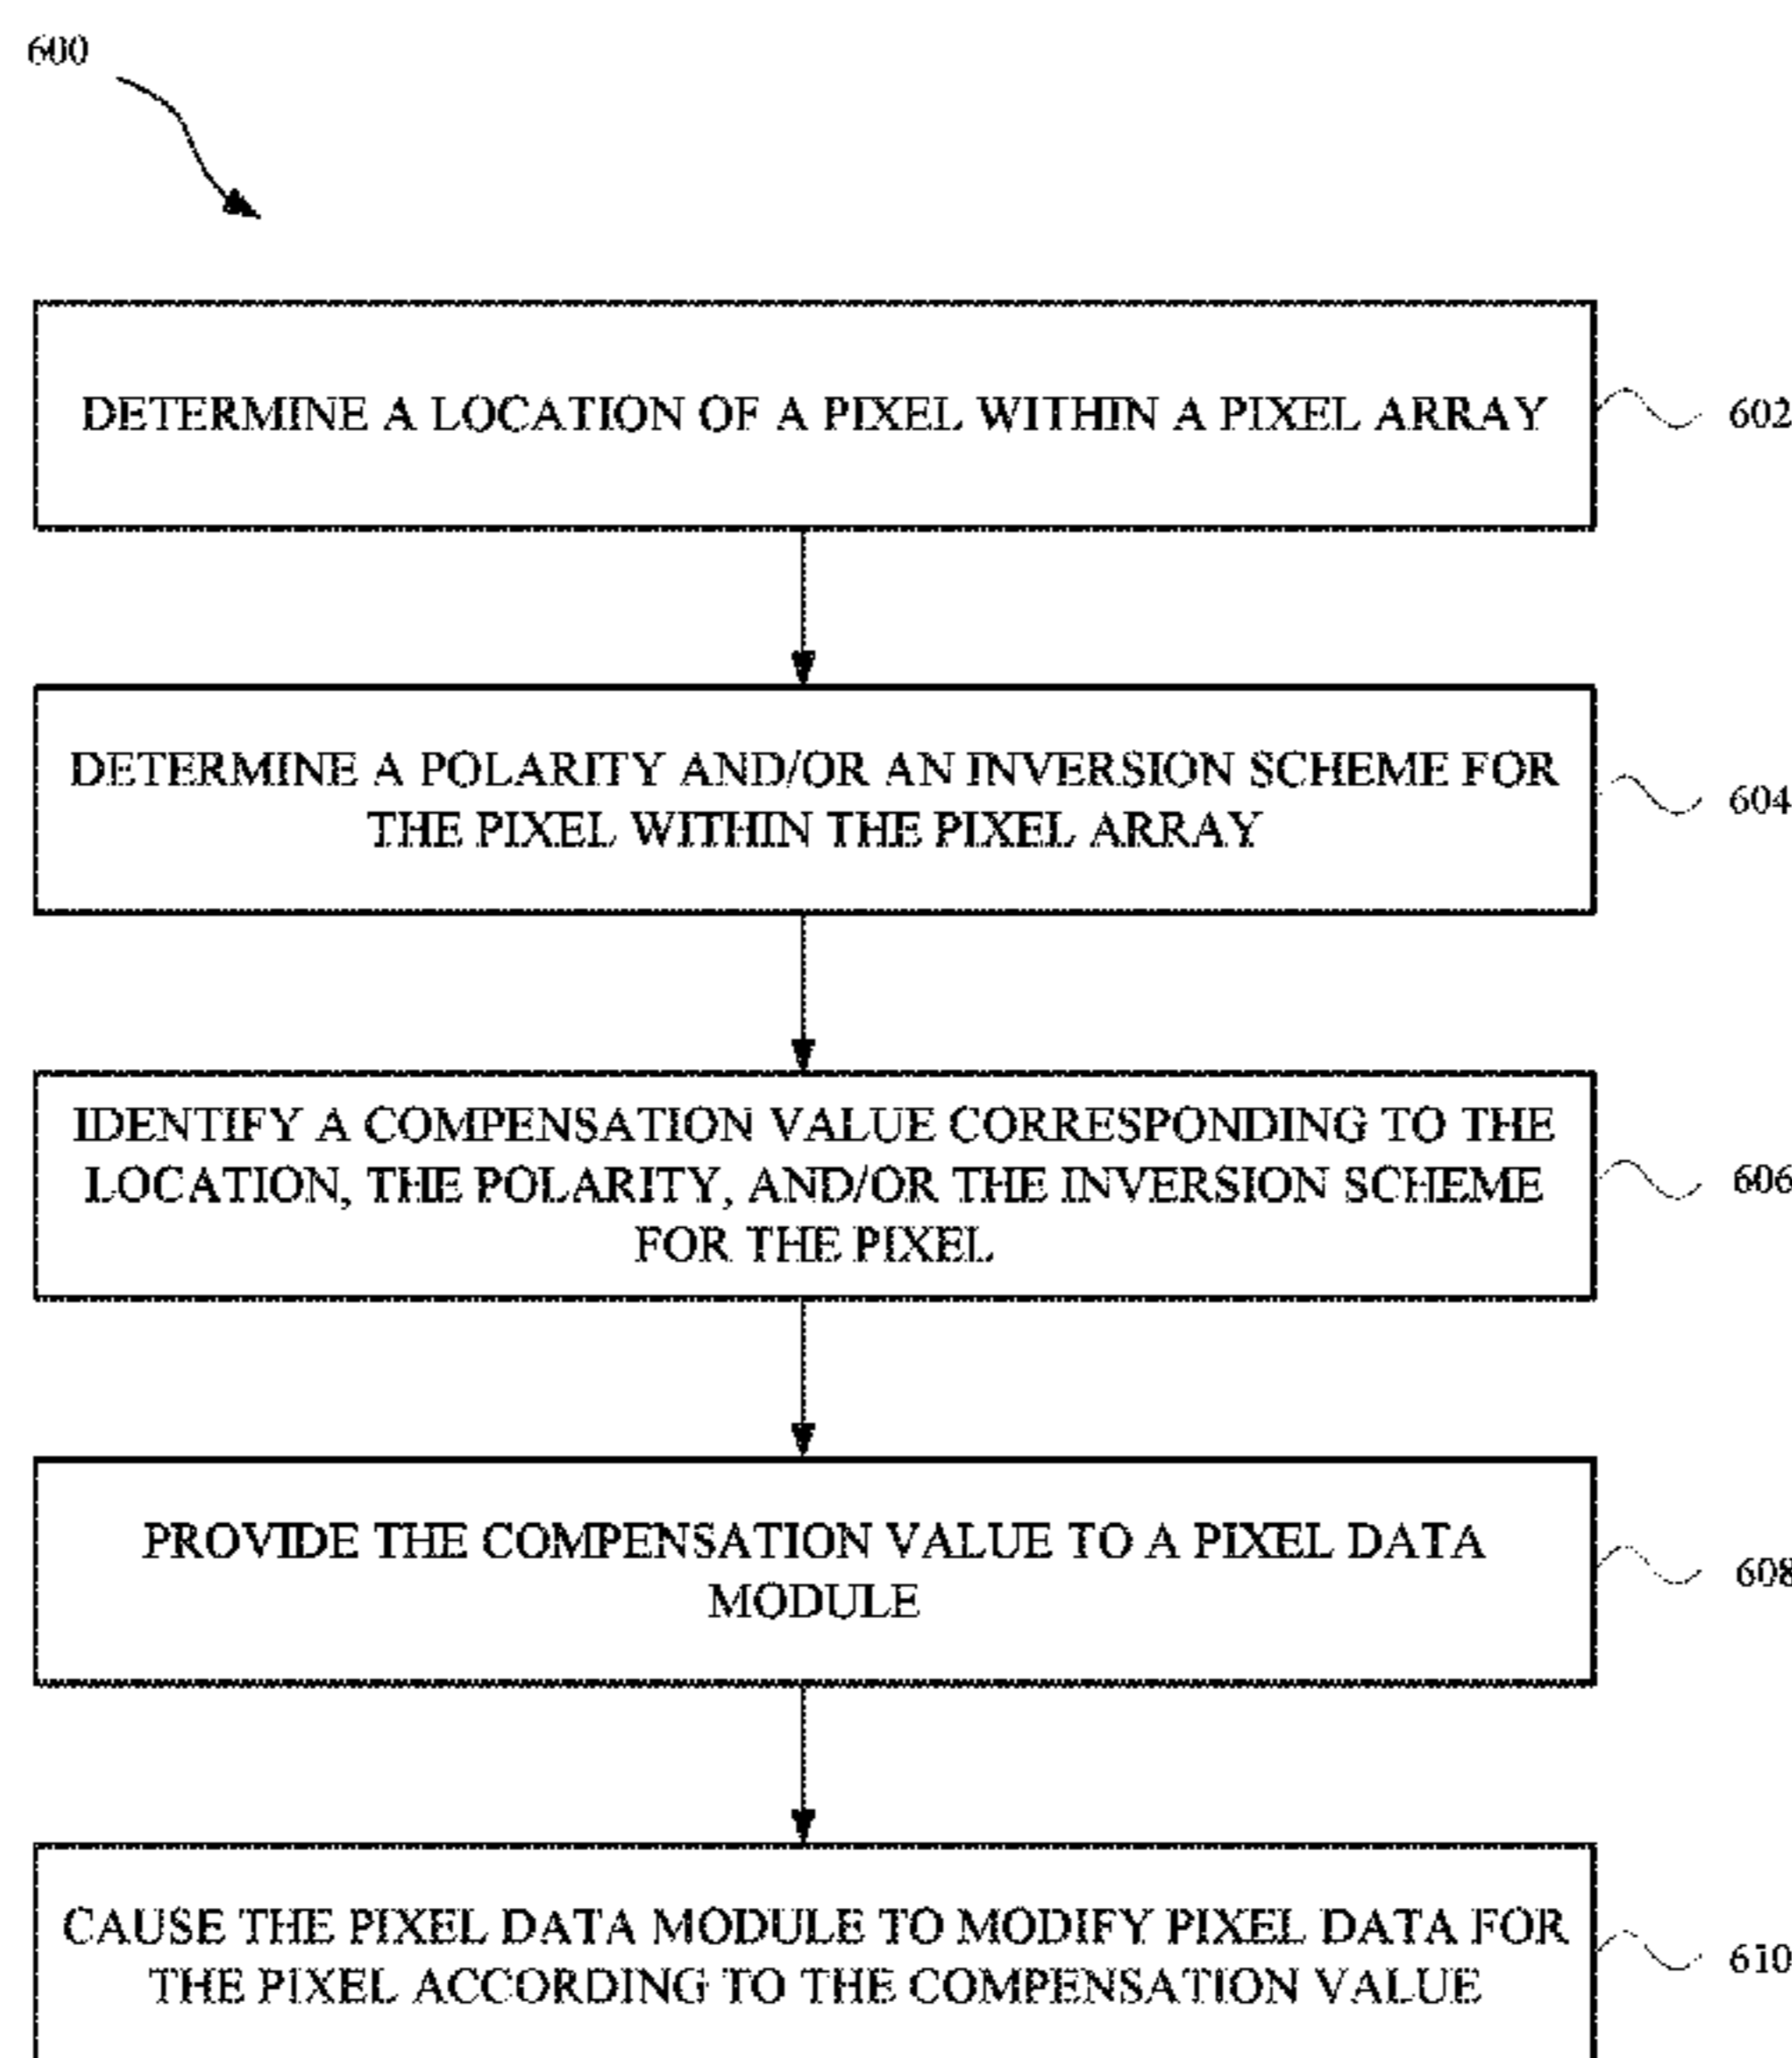 600
DETERMINE A LOCATION OF A PIXEL WITHIN A PIXEL ARRAY
602
DETERMINE A POLARITY AND/OR AN INVERSION SCHEME FOR
THE PIXEL WITHIN THE PIXEL ARRAY
604
IDENTIFY A COMPENSATION VALUE CORRESPONDING TO THE
LOCATION, THE POLARITY, AND/OR THE INVERSION SCHEME
FOR THE PIXEL
606
PROVIDE THE COMPENSATION VALUE TO A PIXEL DATA
MODULE
608
CAUSE THE PIXEL DATA MODULE TO MODIFY PIXEL DATA FOR
THE PIXEL ACCORDING TO THE COMPENSATION VALUE
610